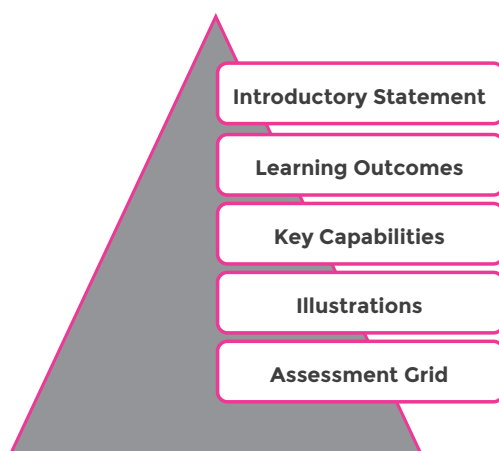 Introductory Statement
Learning Outcomes
Key Capabilities
Illustrations
Assessment Grid